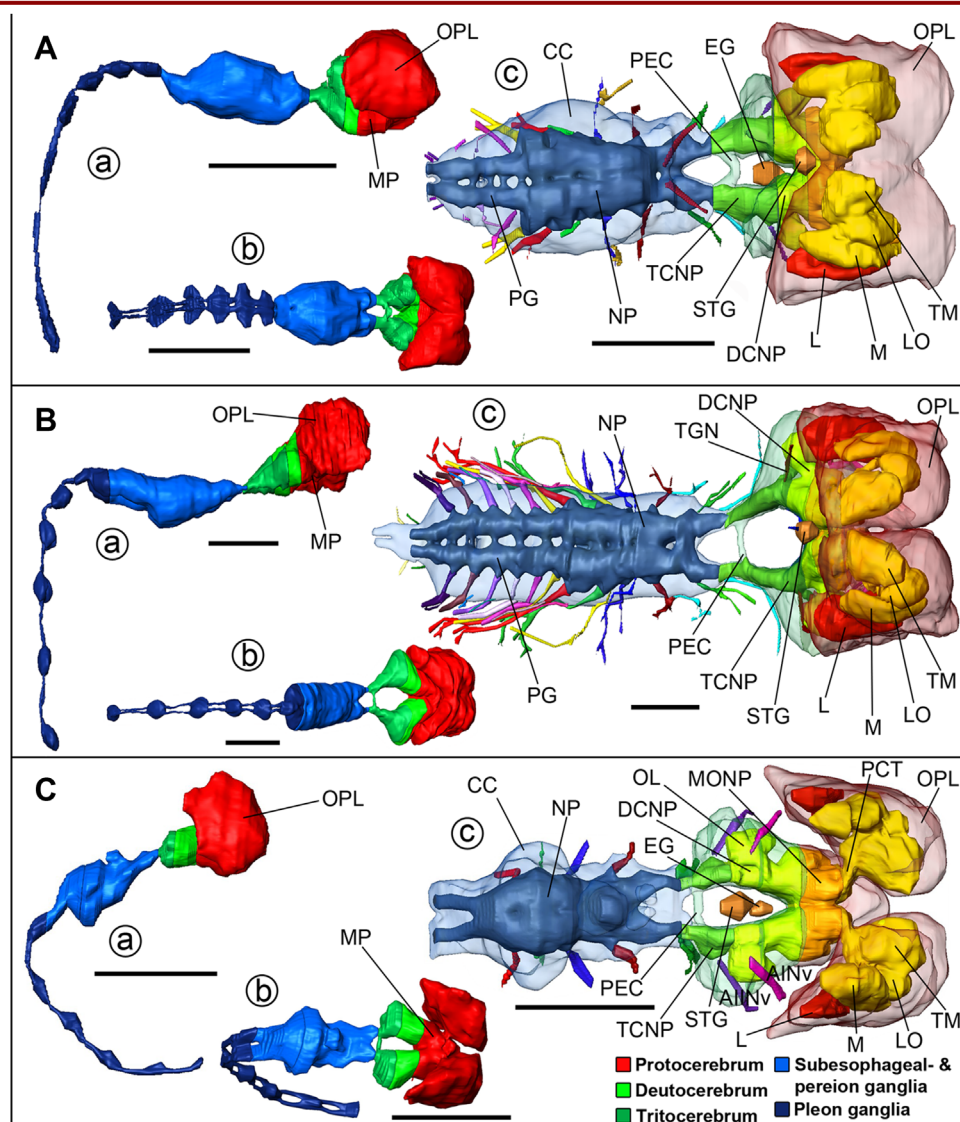 A
OPL
MP
a
b
c
CC
PEC
EG
OPL
PG
NP
TCNP
STG
DCNP
L
M
LO
TM
B
OPL
MP
a
b
c
NP
TGN
DCNP
OPL
PG
PEC
TCNP
STG
L
M
LO
TM
C
OPL
a
b
MP
c
CC
NP
EG
DCNP
OL
MONP
PCT
OPL
PEC
TCNP
STG
AIINv
AINv
L
M
LO
TM
Protocerebrum
Deutocerebrum
Tritocerebrum
Subesophageal- &
pereion ganglia
Pleon ganglia